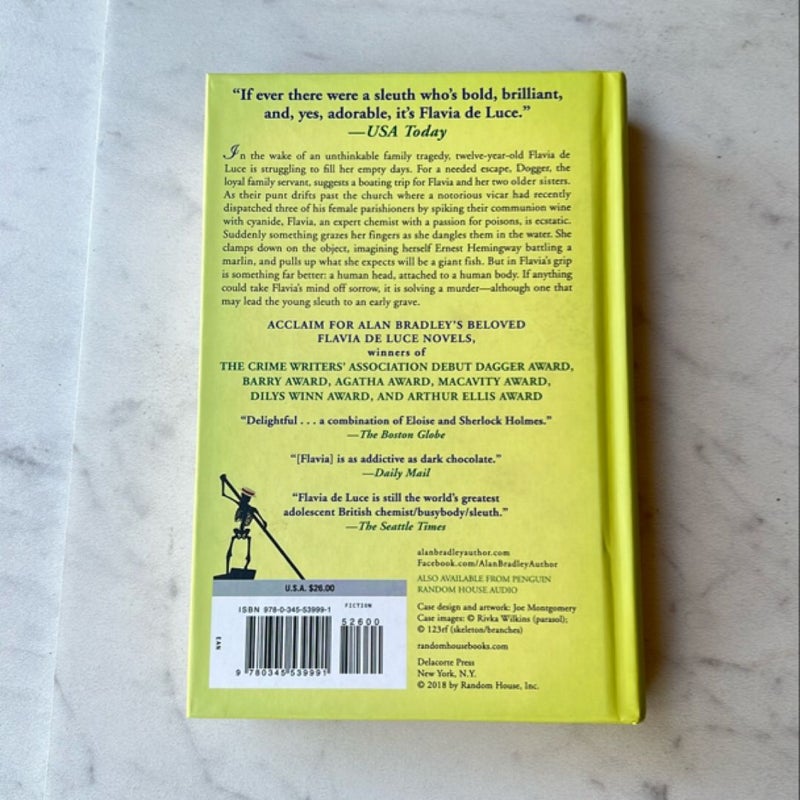 “If ever there were a sleuth who’s bold, brilliant,
and, yes, adorable, it’s Flavia de Luce.”
—USA Today
In the wake of an unthinkable family tragedy, twelve-year-old Flavia de
Luce is struggling to fill her empty days. For a needed escape, Dogger, the
loyal family servant, suggests a boating trip for Flavia and her two older sisters.
As their punt drifts past the church where a notorious vicar had recently
dispatched three of his female parishioners by spiking their communion wine
with cyanide, Flavia, an expert chemist with a passion for poisons, is ecstatic.
Suddenly something grazes her fingers as she dangles them in the water. She
clamps down on the object, imagining herself Ernest Hemingway battling a
marlin, and pulls up what she expects will be a giant fish. But in Flavia’s grip
is something far better: a human head, attached to a human body. If anything
could take Flavia’s mind off sorrow, it is solving a murder—although one that
may lead the young sleuth to an early grave.
ACCLAIM FOR ALAN BRADLEY’S BELOVED
FLAVIA DE LUCE NOVELS,
winners of
THE CRIME WRITERS’ ASSOCIATION DEBUT DAGGER AWARD,
BARRY AWARD, AGATHA AWARD, MACAVITY AWARD,
DILYS WINN AWARD, AND ARTHUR ELLIS AWARD
“Delightful . . . a combination of Eloise and Sherlock Holmes.”
—The Boston Globe
“[Flavia] is as addictive as dark chocolate.”
—Daily Mail
“Flavia de Luce is still the world’s greatest
adolescent British chemist/busybody/sleuth.”
—The Seattle Times
alanbradleyauthor.com
Facebook.com/AlanBradleyAuthor
ALSO AVAILABLE FROM PENGUIN
RANDOM HOUSE AUDIO
Case design and artwork: Joe Montgomery
Case images: © Rivka Wilkins (parasol);
© 123rf (skeleton/branches)
randomhousebooks.com
Delacorte Press
New York, N.Y.
© 2018 by Random House, Inc.
U.S.A. $26.00
FICTION
ISBN 978-0-345-53999-1
52600
EAN
9 780345 539991